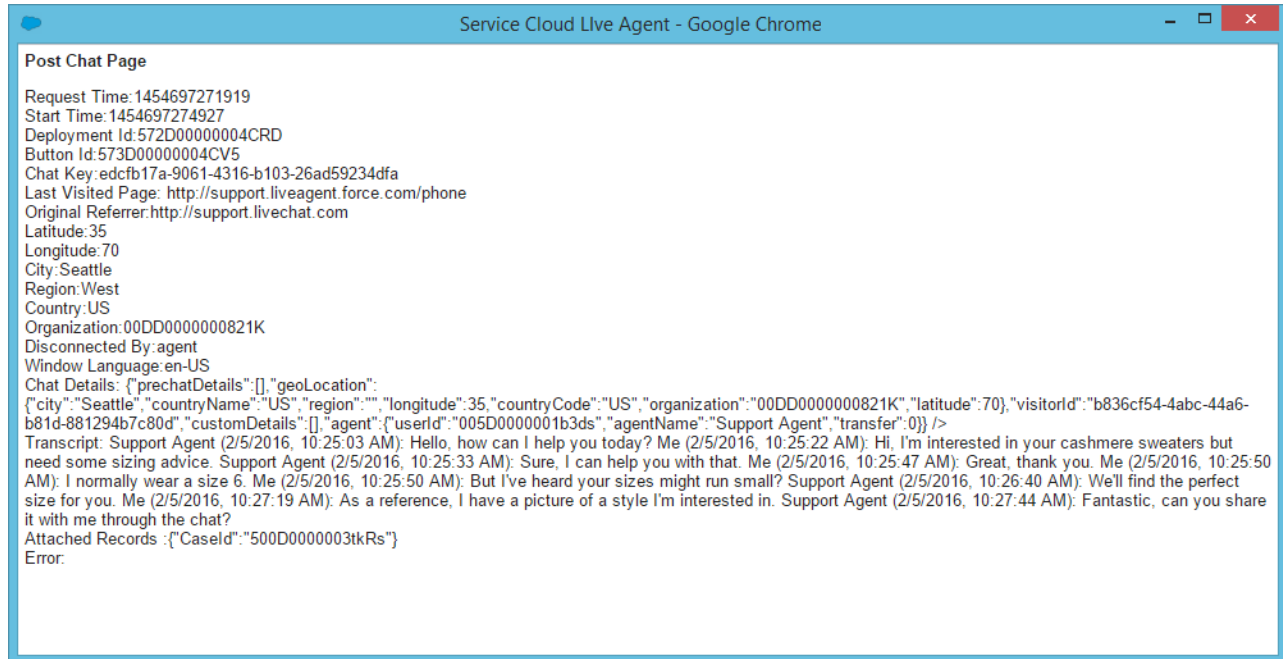 Service Cloud LIve Agent - Google Chrome
Post Chat Page
Request Time:1454697271919
Start Time:1454697274927
Deployment Id:572D00000004CRD
Button Id:573D00000004CV5
Chat Key:edcfb17a-9061-4316-b103-26ad59234dfa
Last Visited Page: http://support.liveagent.force.com/phone
Original Referrer:http://support.livechat.com
Latitude:35
Longitude:70
City:Seattle
Region:West
Country:US
Organization:00DD0000000821K
Disconnected By:agent
Window Language:en-US
Chat Details: {"prechatDetails":[],"geoLocation":
{"city":"Seattle","countryName":"US","region":"","longitude":35,"countryCode":"US","organization":"00DD0000000821K","latitude":70},"visitorId":"b836cf54-4abc-44a6-
b81d-881294b7c80d","customDetails":[],"agent":{"userId":"005D0000001b3ds","agentName":"Support Agent","transfer":0}} />
Transcript: Support Agent (2/5/2016, 10:25:03 AM): Hello, how can I help you today? Me (2/5/2016, 10:25:22 AM): Hi, I'm interested in your cashmere sweaters but
need some sizing advice. Support Agent (2/5/2016, 10:25:33 AM): Sure, I can help you with that. Me (2/5/2016, 10:25:47 AM): Great, thank you. Me (2/5/2016, 10:25:50
AM): I normally wear a size 6. Me (2/5/2016, 10:25:50 AM): But I've heard your sizes might run small? Support Agent (2/5/2016, 10:26:40 AM): We'll find the perfect
size for you. Me (2/5/2016, 10:27:19 AM): As a reference, I have a picture of a style I'm interested in. Support Agent (2/5/2016, 10:27:44 AM): Fantastic, can you share
it with me through the chat?
Attached Records :{"CaseId":"500D0000003tkRs"}
Error: